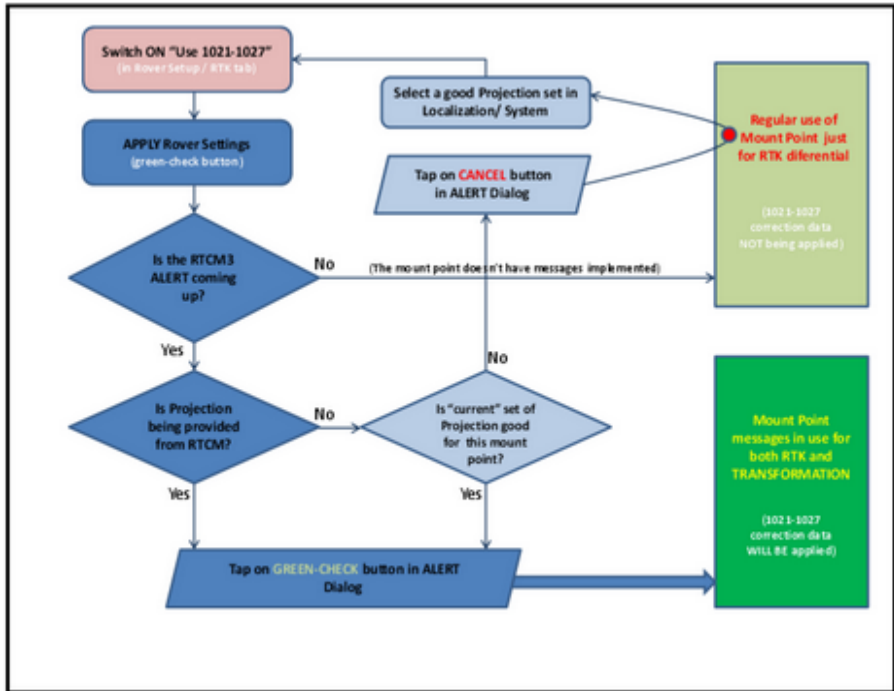 Switch ON "Use 1021-1027"
(in Rover Setup / RTK tab)
APPLY Rover Settings
(green-check button)
Select a good Projection set in
Localization/ System
Tap on CANCEL button
in ALERT Dialog
Regular use of
Mount Point just
for RTK diferential
(1021-1027
correction data
NOT being applied)
Is the RTCM3
ALERT coming
up?
No
(The mount point doesn't have messages implemented)
Yes
No
Is Projection
being provided
from RTCM?
No
Is "current" set of
Projection good
for this mount
point?
Yes
Yes
Mount Point
messages in use for
both RTK and
TRANSFORMATION
(1021-1027
correction data
WILL BE applied)
Tap on GREEN-CHECK button in ALERT
Dialog